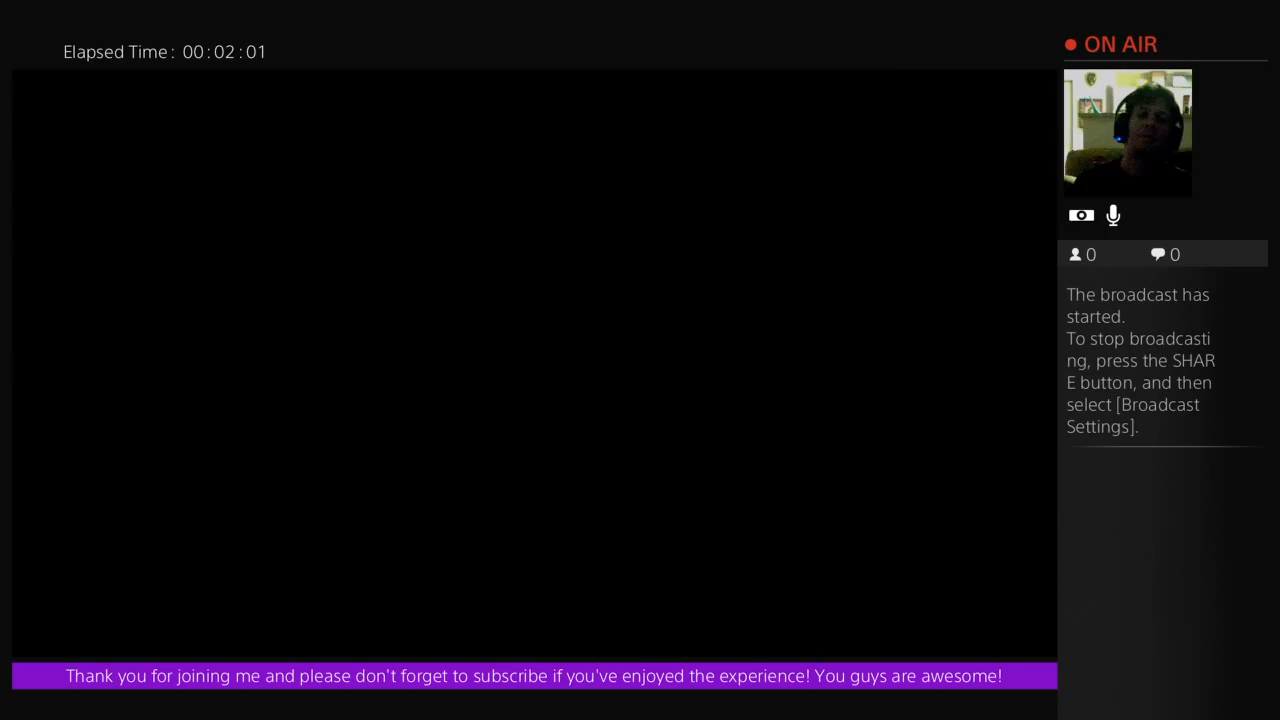 Elapsed Time: 00:02:01
ON AIR
0 0
The broadcast has
started.
To stop broadcasti
ng, press the SHAR
E button, and then
select [Broadcast
Settings].
Thank you for joining me and please don't forget to subscribe if you've enjoyed the experience! You guys are awesome!